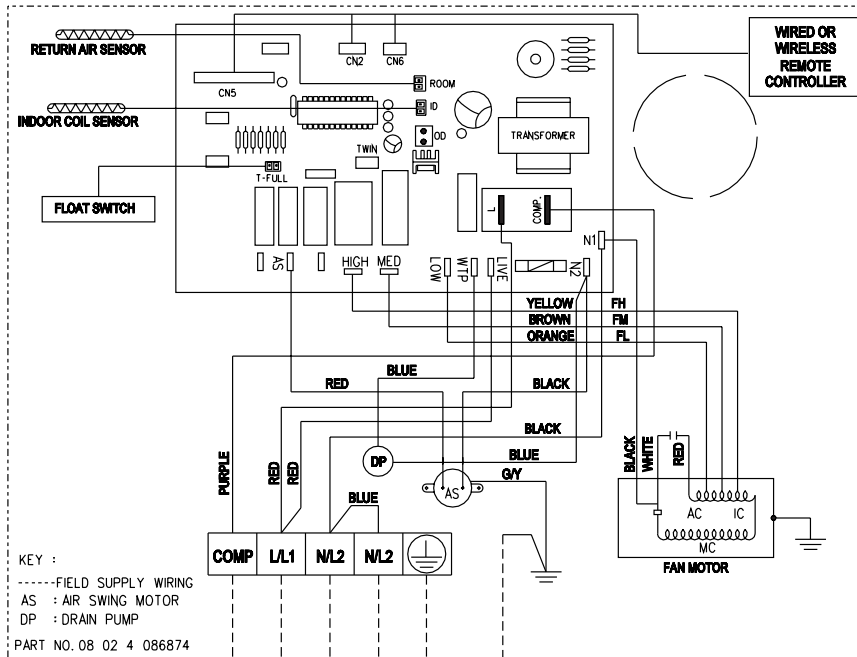 RETURN AIR SENSOR
CN2
CN6
WIRED OR
WIRELESS
REMOTE
CONTROLLER
CN5
ROOM
INDOOR COIL SENSOR
ID
OD
TRANSFORMER
TWIN
T-FULL
FLOAT SWITCH
L
COMP.
N1
AS
HIGH
MED
LOW
WTP
LIVE
N2
YELLOW FH
BROWN FM
ORANGE FL
BLUE
RED
BLACK
BLACK
BLUE
G/Y
DP
AS
PURPLE
RED
RED
BLUE
BLACK
WHITE
RED
AC
IC
MC
FAN MOTOR
COMP
L/L1
N/L2
N/L2
KEY :
------FIELD SUPPLY WIRING
AS : AIR SWING MOTOR
DP : DRAIN PUMP
PART NO. 08 02 4 086874